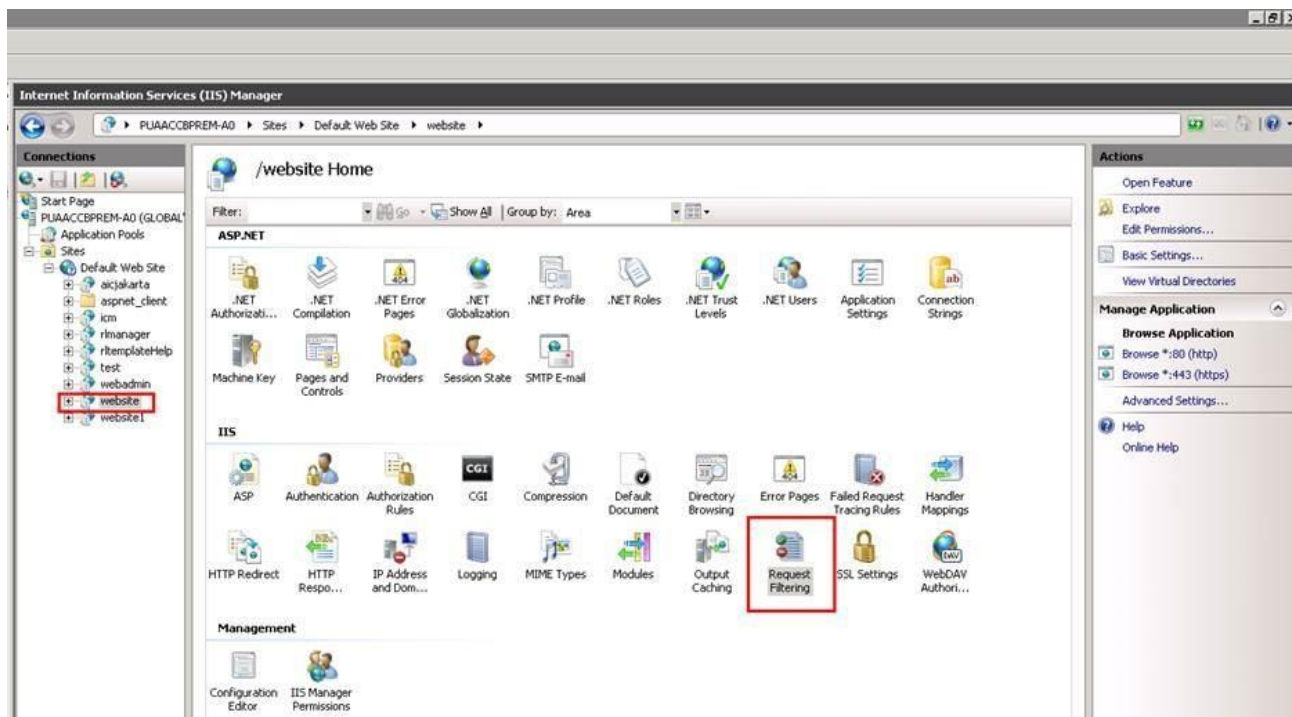 Internet Information Services (IIS) Manager
PUAACCBPREM-A0 Sites Default Web Site website
Connections
Start Page
PUAACCBPREM-A0 (GLOBAL'
Application Pools
Sites
Default Web Site
aicjakarta
aspnet_client
icm
rlmanager
rltemplateHelp
test
webadmin
website
website1
/website Home
Filter: Go Show All Group by: Area
ASP.NET
.NET Authorizati...
.NET Compilation
.NET Error Pages
.NET Globalization
.NET Profile
.NET Roles
.NET Trust Levels
.NET Users
Application Settings
Connection Strings
ab
404
Machine Key
Pages and Controls
Providers
Session State
SMTP E-mail
IIS
ASP
Authentication
Authorization Rules
CGI
CGI
Compression
Default Document
Directory Browsing
404
Error Pages
Failed Request Tracing Rules
Handler Mappings
HTTP Redirect
HTTP Respo...
IP Address and Dom...
Logging
MIME Types
Modules
Output Caching
Request Filtering
SSL Settings
DAV
WebDAV Authori...
Management
Configuration Editor
IIS Manager Permissions
Actions
Open Feature
Explore
Edit Permissions...
Basic Settings...
View Virtual Directories
Manage Application
Browse Application
Browse *:80 (http)
Browse *:443 (https)
Advanced Settings...
Help
Online Help